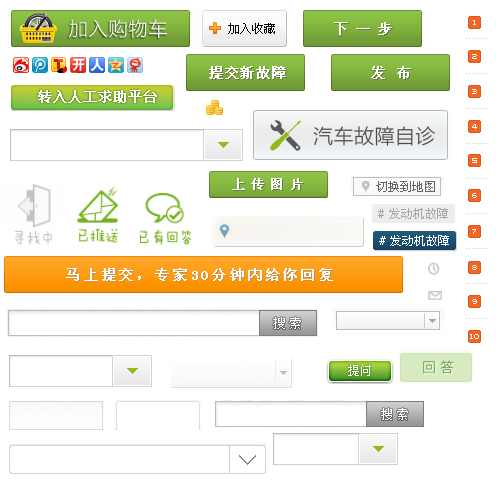 加入购物车
加入收藏
下一步
1
2
开 人
提交新故障
发 布
3
转入人工求助平台
4
汽车故障自诊
5
上传图片
切换到地图
6
# 发动机故障
寻找中
已推送
已有回答
# 发动机故障
7
马上提交，专家30分钟内给你回复
8
9
搜索
10
提问
回答
搜索